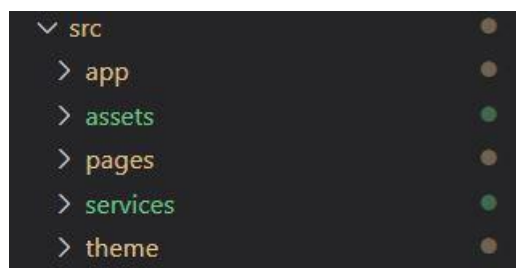 src
app
assets
pages
services
theme